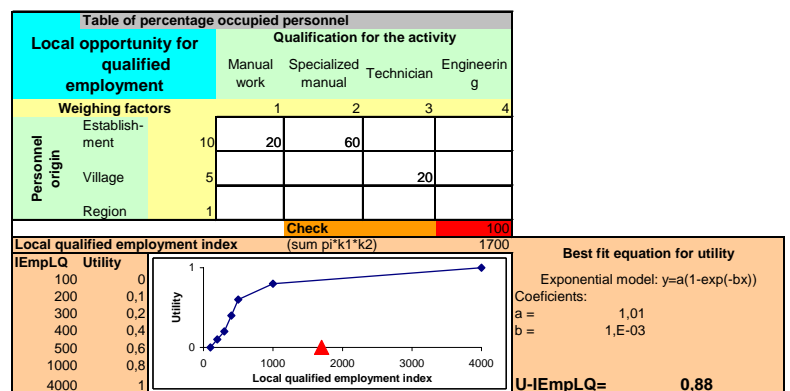 Table of percentage occupied personnel
Local opportunity for
qualified
employment
Qualification for the activity
Manual
work
Specialized
manual
Technician
Engineerin
g
Weighing factors 1 2 3 4
Personnel
origin
Establish-
ment 10 20 60
Village 5 20
Region 1
Check 100
Local qualified employment index (sum pi*k1*k2) 1700
IEmpLQ Utility
100 0
200 0,1
300 0,2
400 0,4
500 0,6
1000 0,8
4000 1
Utility
1
0
0 1000 2000 3000 4000
Local qualified employment index
Best fit equation for utility
Exponential model: y=a(1-exp(-bx))
Coeficients:
a = 1,01
b = 1,E-03
U-IEmpLQ= 0,88